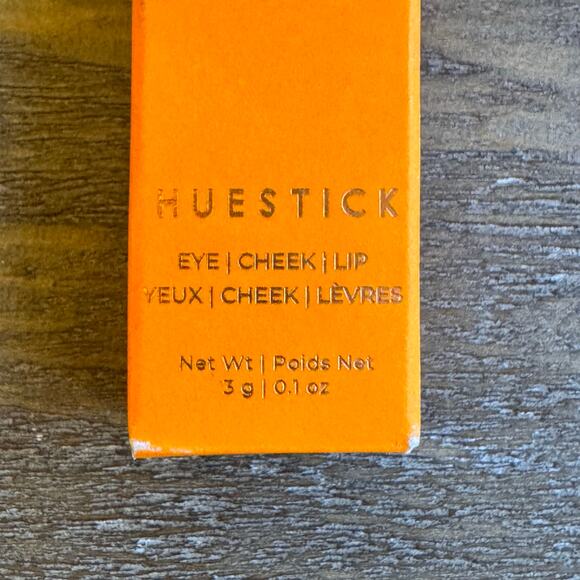 HUESTICK
EYE | CHEEK | LIP
YEUX | CHEEK | LÈVRES
Net Wt | Poids Net
3 g | 0.1 oz